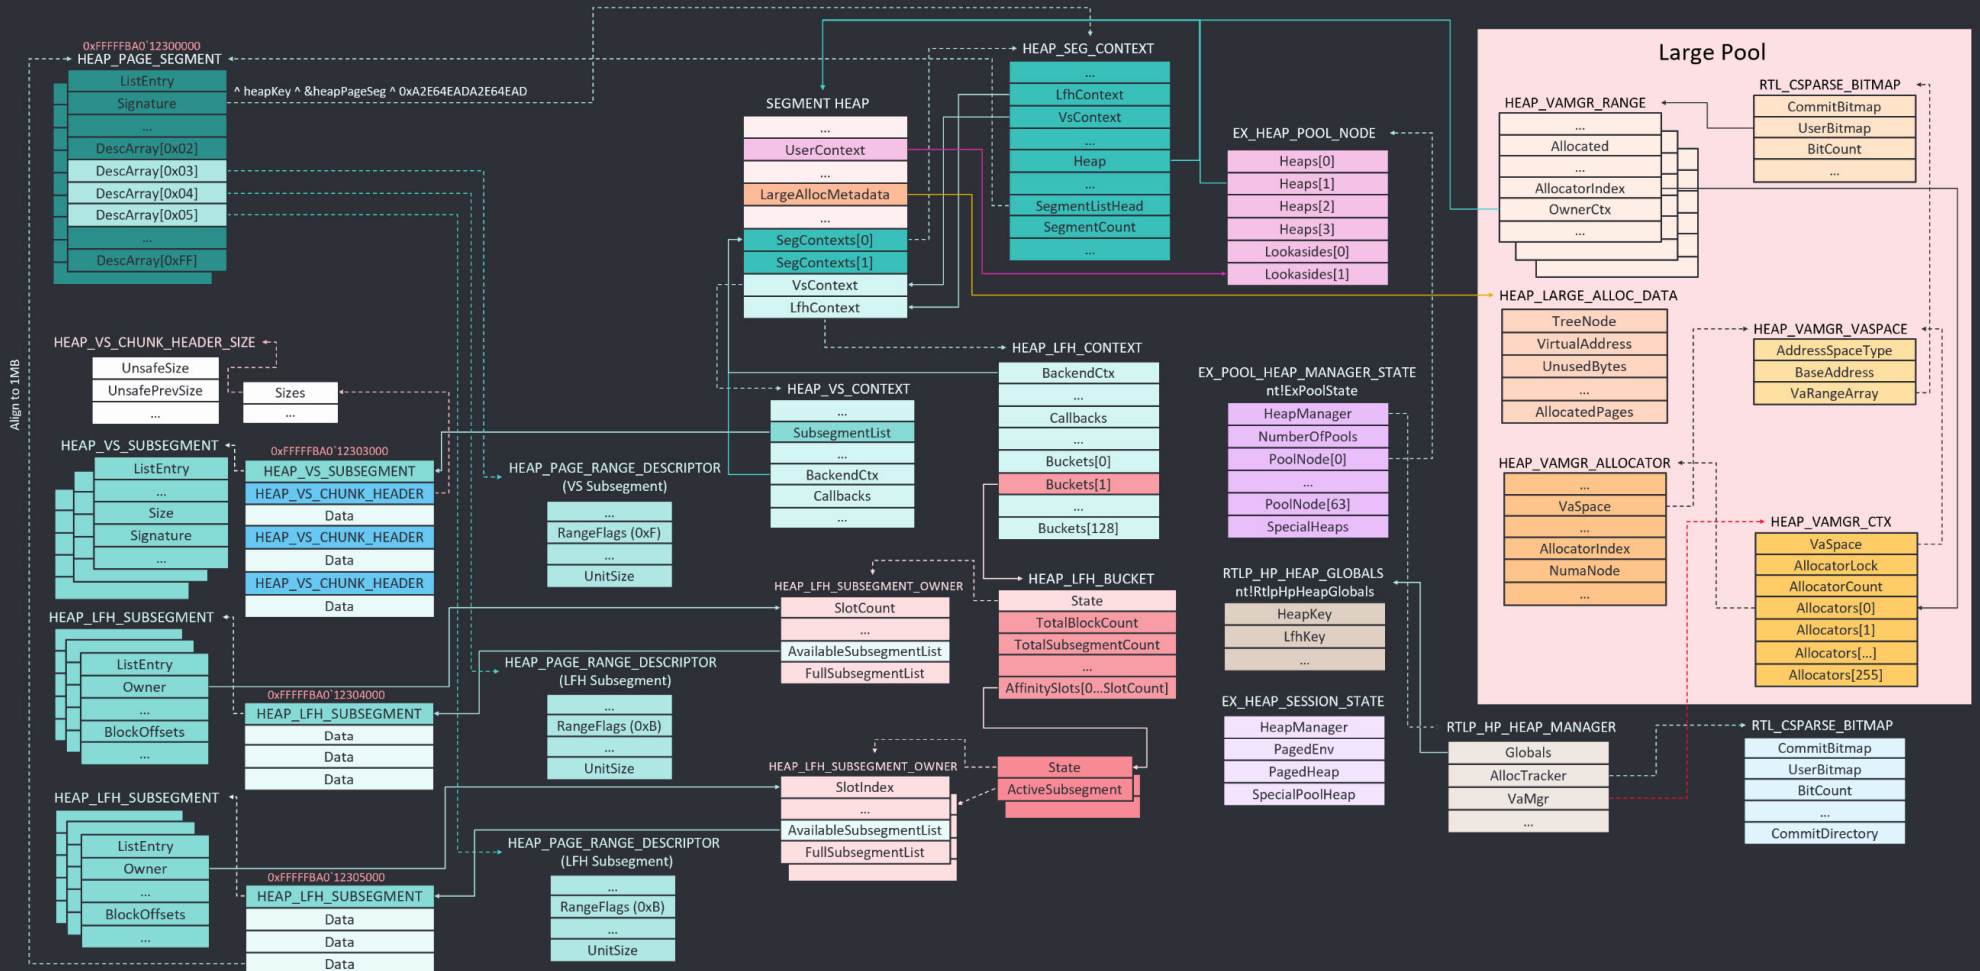 0xFFFFFBA0`12300000
HEAP_PAGE_SEGMENT
ListEntry
Signature
...
DescArray[0x02]
DescArray[0x03]
DescArray[0x04]
DescArray[0x05]
...
DescArray[0xFF]
^ heapKey ^ &heapPageSeg ^ 0xA2E64EADA2E64EAD
Align to 1MB
HEAP_VS_CHUNK_HEADER_SIZE
UnsafeSize
UnsafePrevSize
...
Sizes
...
HEAP_VS_SUBSEGMENT
ListEntry
...
Size
Signature
...
0xFFFFFBA0`12303000
HEAP_VS_SUBSEGMENT
HEAP_VS_CHUNK_HEADER
Data
HEAP_VS_CHUNK_HEADER
Data
HEAP_VS_CHUNK_HEADER
Data
HEAP_LFH_SUBSEGMENT
ListEntry
Owner
...
BlockOffsets
...
0xFFFFFBA0`12304000
HEAP_LFH_SUBSEGMENT
Data
Data
Data
HEAP_LFH_SUBSEGMENT
ListEntry
Owner
...
BlockOffsets
...
0xFFFFFBA0`12305000
HEAP_LFH_SUBSEGMENT
Data
Data
Data
HEAP_PAGE_RANGE_DESCRIPTOR
(VS Subsegment)
...
RangeFlags (0xF)
...
UnitSize
HEAP_PAGE_RANGE_DESCRIPTOR
(LFH Subsegment)
...
RangeFlags (0xB)
...
UnitSize
HEAP_PAGE_RANGE_DESCRIPTOR
(LFH Subsegment)
...
RangeFlags (0xB)
...
UnitSize
SEGMENT HEAP
...
UserContext
...
LargeAllocMetadata
...
SegContexts[0]
SegContexts[1]
VsContext
LfhContext
HEAP_VS_CONTEXT
...
SubsegmentList
...
BackendCtx
Callbacks
...
HEAP_LFH_SUBSEGMENT_OWNER
SlotCount
...
AvailableSubsegmentList
FullSubsegmentList
HEAP_LFH_SUBSEGMENT_OWNER
SlotIndex
...
AvailableSubsegmentList
FullSubsegmentList
HEAP_SEG_CONTEXT
...
LfhContext
VsContext
...
Heap
...
SegmentListHead
SegmentCount
...
HEAP_LFH_CONTEXT
BackendCtx
...
Callbacks
...
Buckets[0]
Buckets[1]
...
Buckets[128]
HEAP_LFH_BUCKET
State
TotalBlockCount
TotalSubsegmentCount
...
AffinitySlots[0...SlotCount]
State
ActiveSubsegment
EX_HEAP_POOL_NODE
Heaps[0]
Heaps[1]
Heaps[2]
Heaps[3]
Lookasides[0]
Lookasides[1]
EX_POOL_HEAP_MANAGER_STATE
nt!ExPoolState
HeapManager
NumberOfPools
PoolNode[0]
...
PoolNode[63]
SpecialHeaps
RTLP_HP_HEAP_GLOBALS
nt!RtlpHpHeapGlobals
HeapKey
LfhKey
...
EX_HEAP_SESSION_STATE
HeapManager
PagedEnv
PagedHeap
SpecialPoolHeap
Large Pool
HEAP_VAMGR_RANGE
...
Allocated
...
AllocatorIndex
OwnerCtx
...
RTL_CSPARSE_BITMAP
CommitBitmap
UserBitmap
BitCount
...
HEAP_LARGE_ALLOC_DATA
TreeNode
VirtualAddress
UnusedBytes
...
AllocatedPages
HEAP_VAMGR_VASPACE
AddressSpaceType
BaseAddress
VaRangeArray
HEAP_VAMGR_ALLOCATOR
...
VaSpace
...
AllocatorIndex
NumaNode
...
HEAP_VAMGR_CTX
VaSpace
AllocatorLock
AllocatorCount
Allocators[0]
Allocators[1]
Allocators[...]
Allocators[255]
RTLP_HP_HEAP_MANAGER
Globals
AllocTracker
VaMgr
...
RTL_CSPARSE_BITMAP
CommitBitmap
UserBitmap
BitCount
...
CommitDirectory